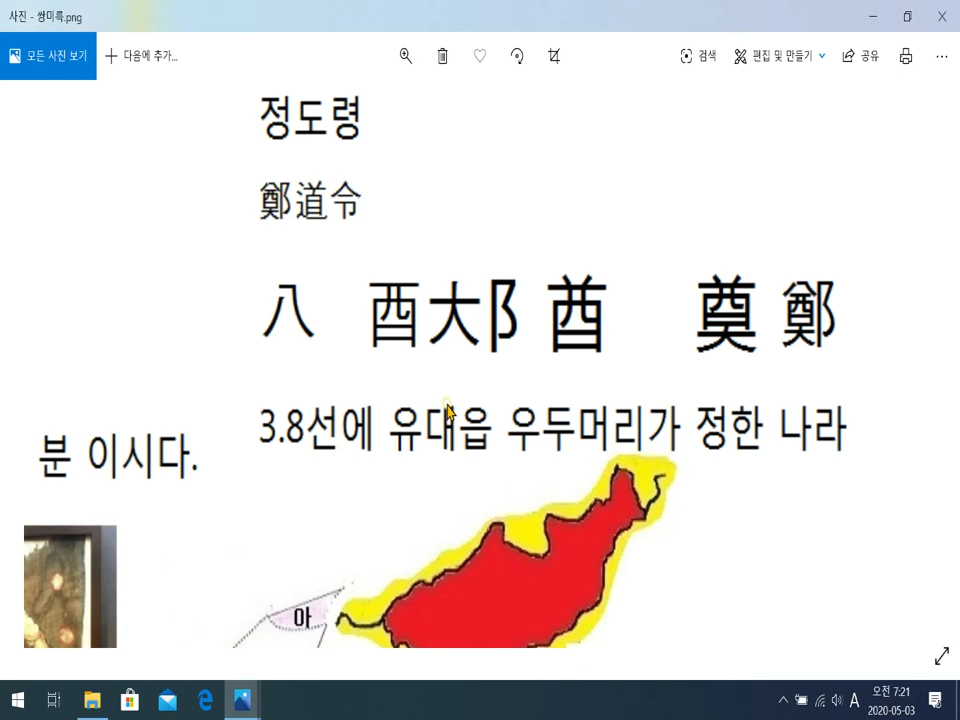 사진 - 쌍미륵.png
모든 사진 보기 다음에 추가... 검색 편집 및 만들기 공유
정도령
鄭道令
八 酉大阝酋 奠 鄭
3.8선에 유대읍 우두머리가 정한 나라
분 이시다.
아
A 오전 7:21
2020-05-03